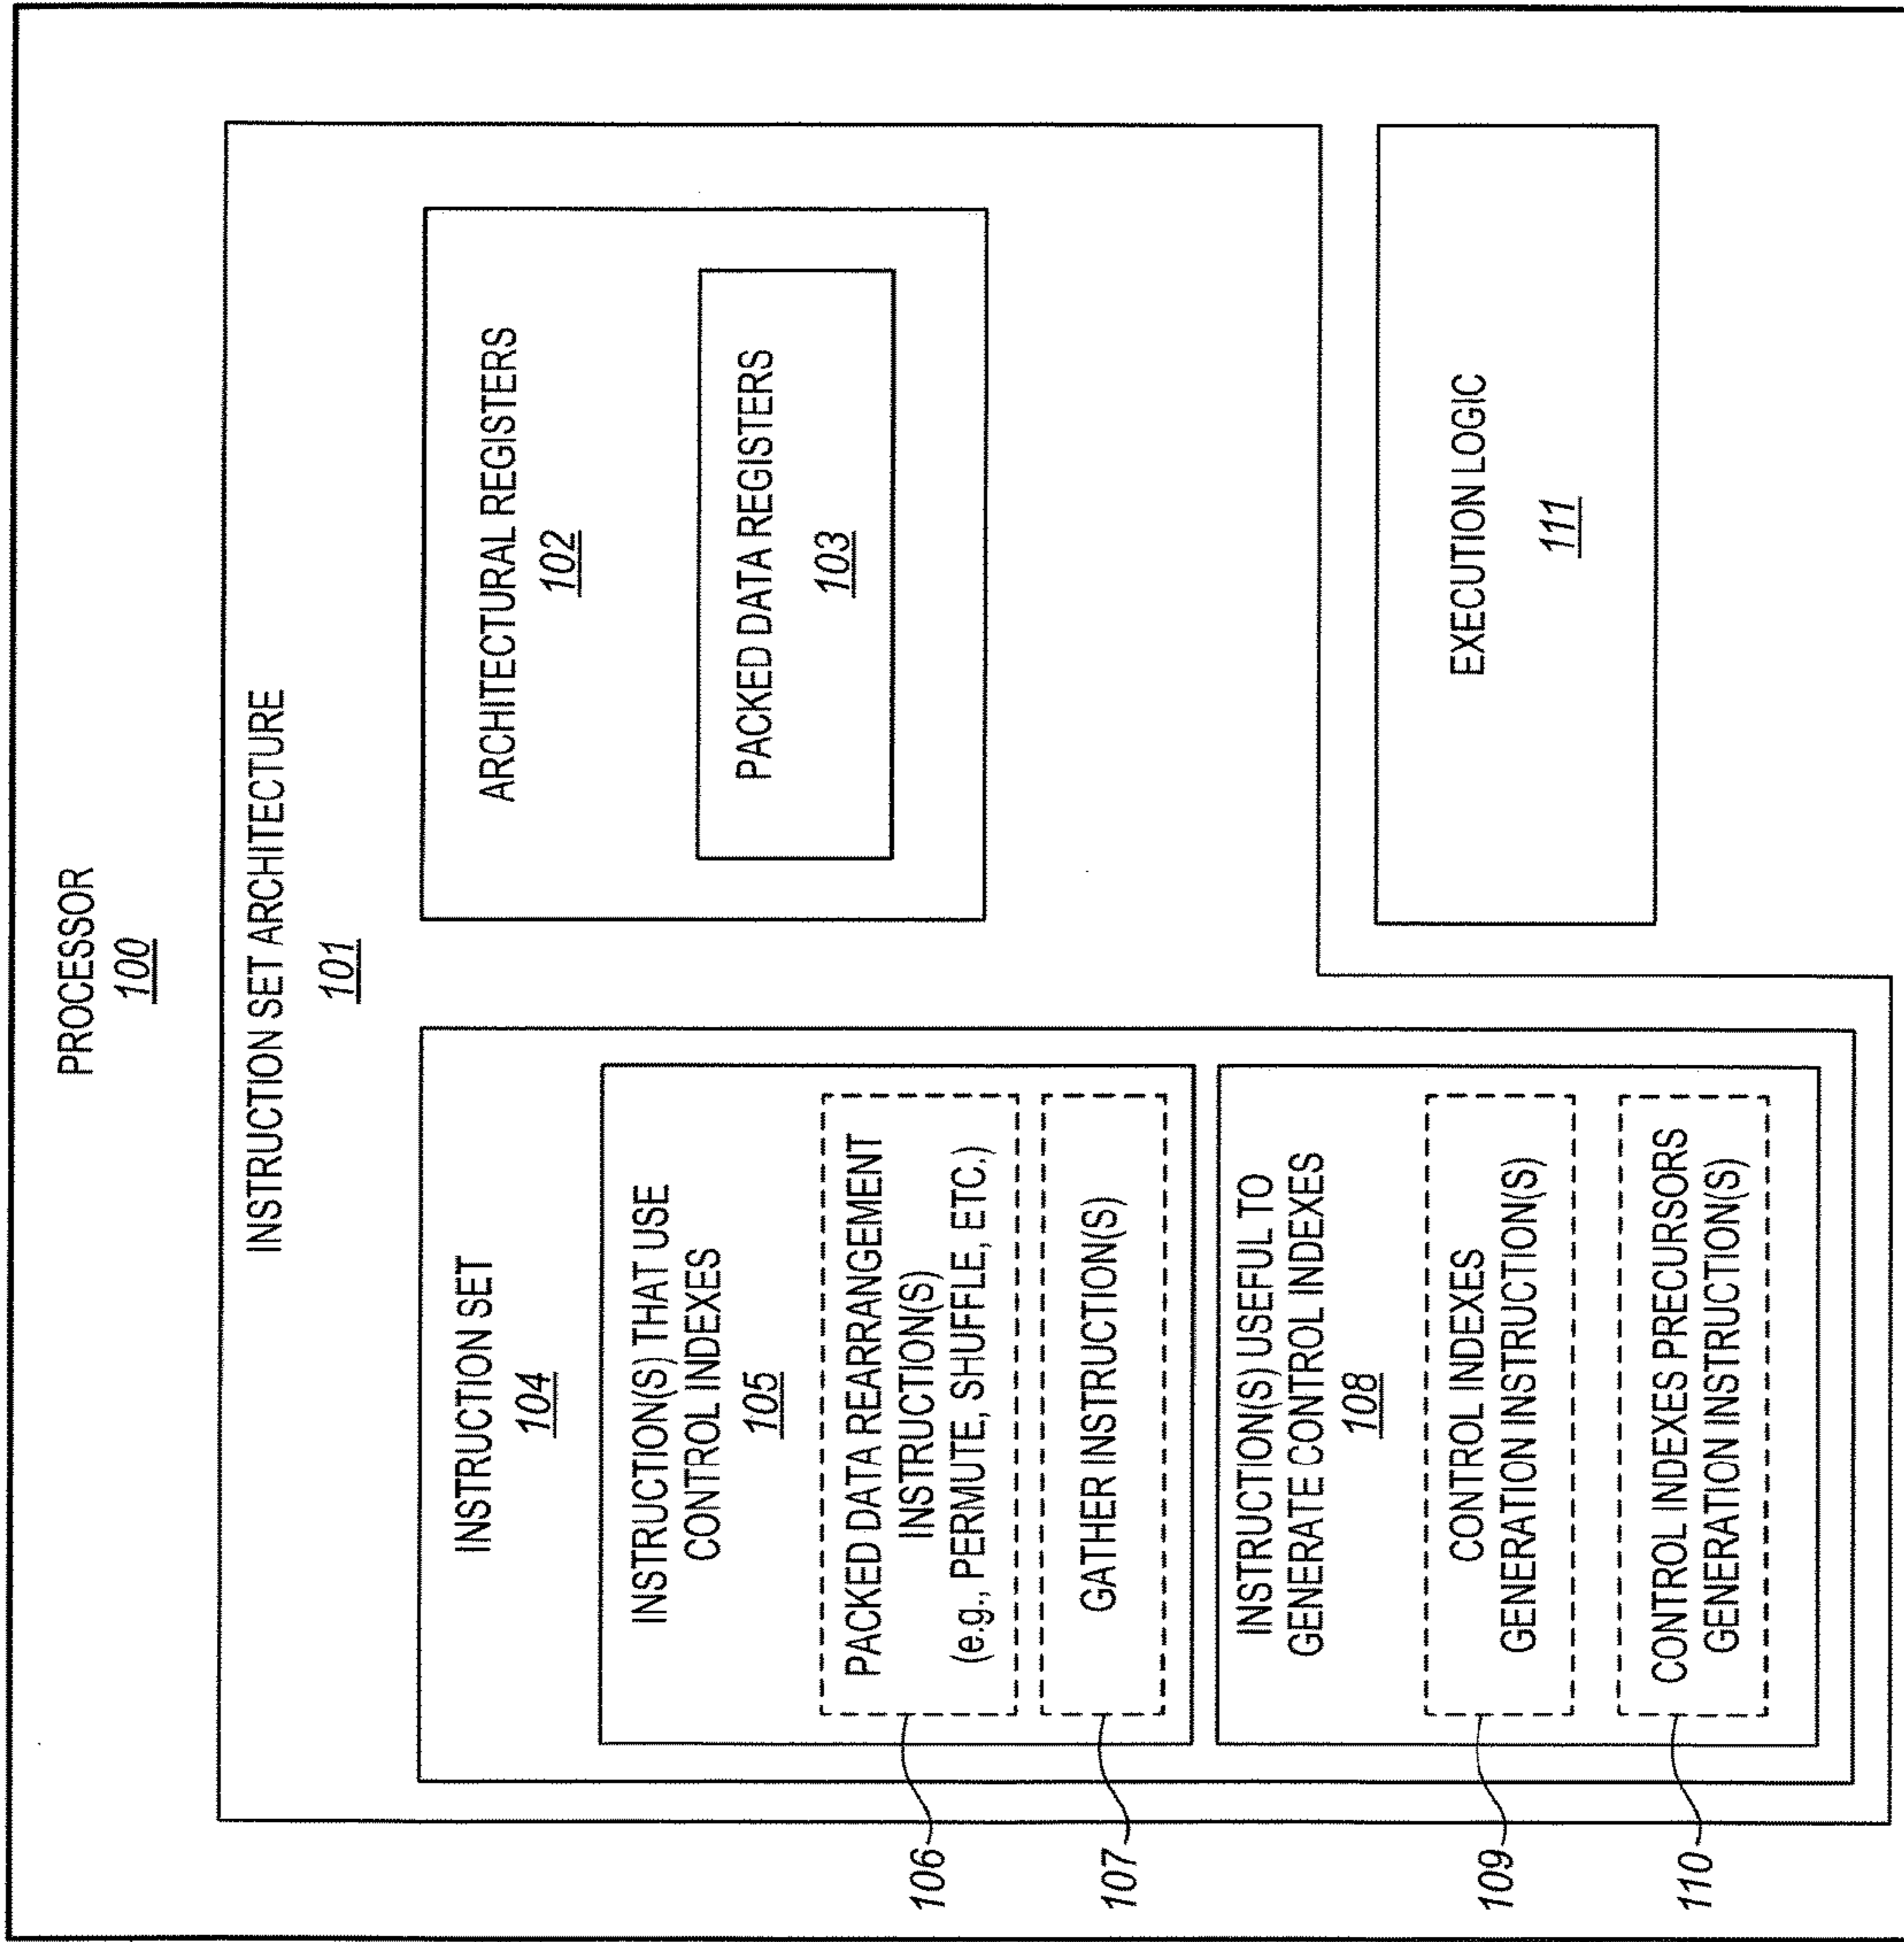 PROCESSOR
100
INSTRUCTION SET ARCHITECTURE
101
INSTRUCTION SET
104
INSTRUCTION(S) THAT USE
CONTROL INDEXES
105
PACKED DATA REARRANGEMENT
INSTRUCTION(S)
(e.g., PERMUTE, SHUFFLE, ETC.)
106
GATHER INSTRUCTION(S)
107
INSTRUCTION(S) USEFUL TO
GENERATE CONTROL INDEXES
108
CONTROL INDEXES
GENERATION INSTRUCTION(S)
109
CONTROL INDEXES PRECURSORS
GENERATION INSTRUCTION(S)
110
ARCHITECTURAL REGISTERS
102
PACKED DATA REGISTERS
103
EXECUTION LOGIC
111